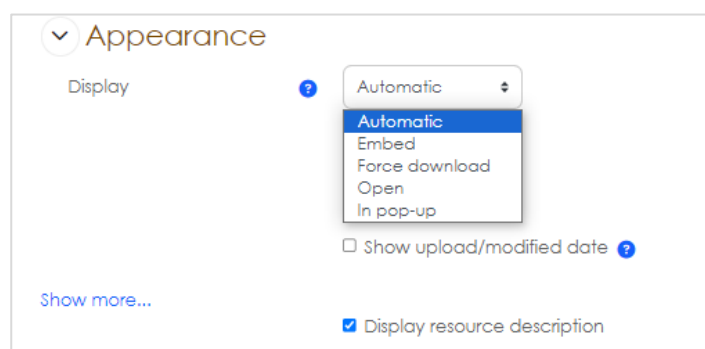 Appearance
Display
Automatic
Automatic
Embed
Force download
Open
In pop-up
Show upload/modified date
Show more...
Display resource description